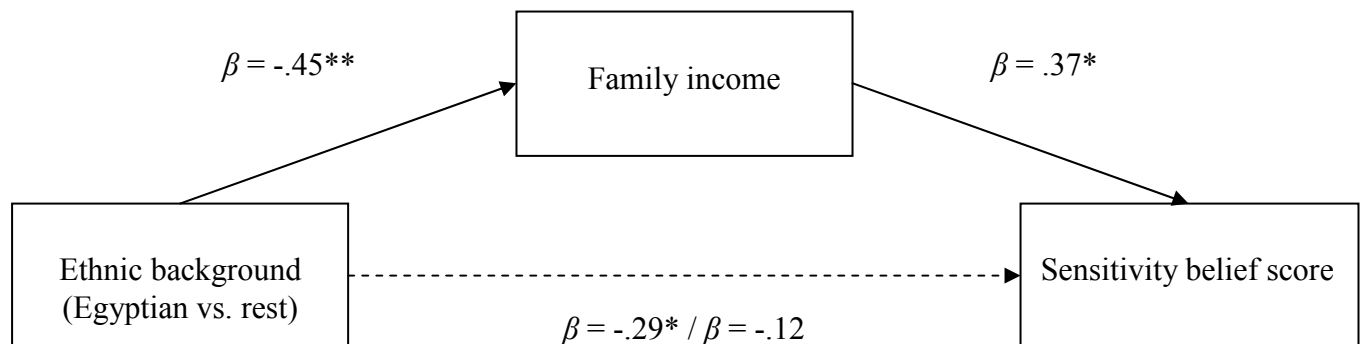 β = -.45**
Family income
β = .37*
Ethnic background
(Egyptian vs. rest)
Sensitivity belief score
β = -.29* / β = -.12